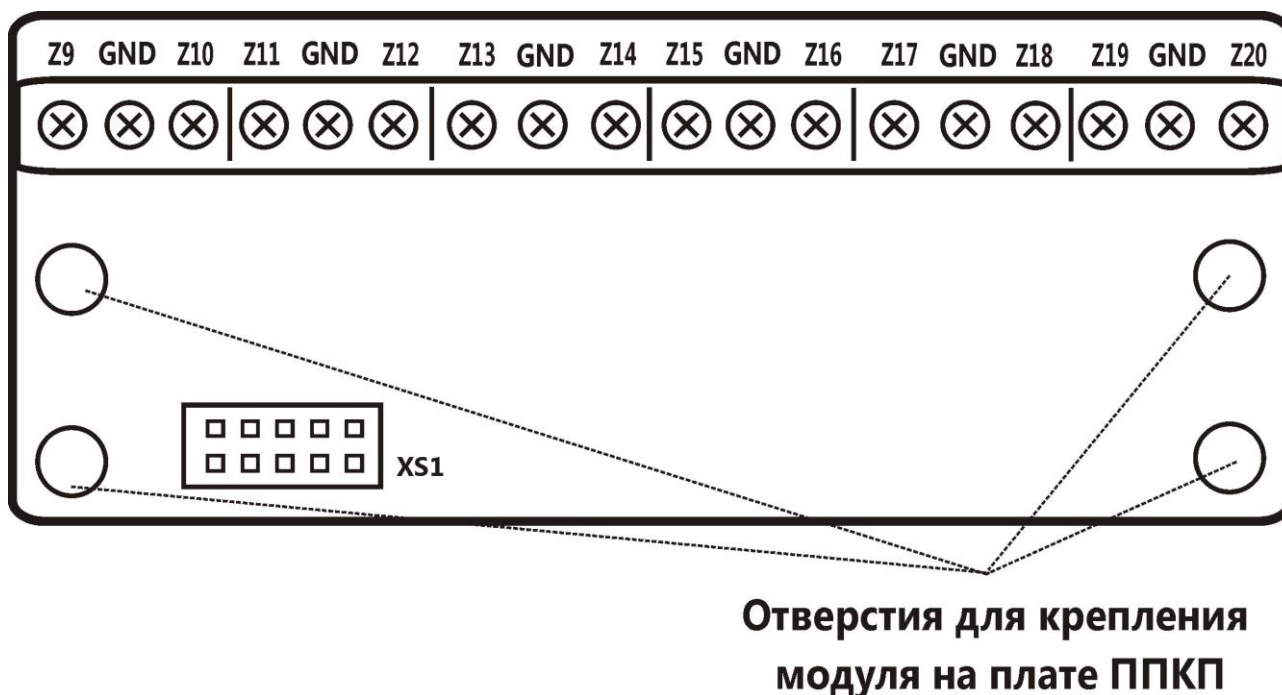 Z9 GND Z10 Z11 GND Z12 Z13 GND Z14 Z15 GND Z16 Z17 GND Z18 Z19 GND Z20
XS1
Отверстия для крепления
модуля на плате ППКП